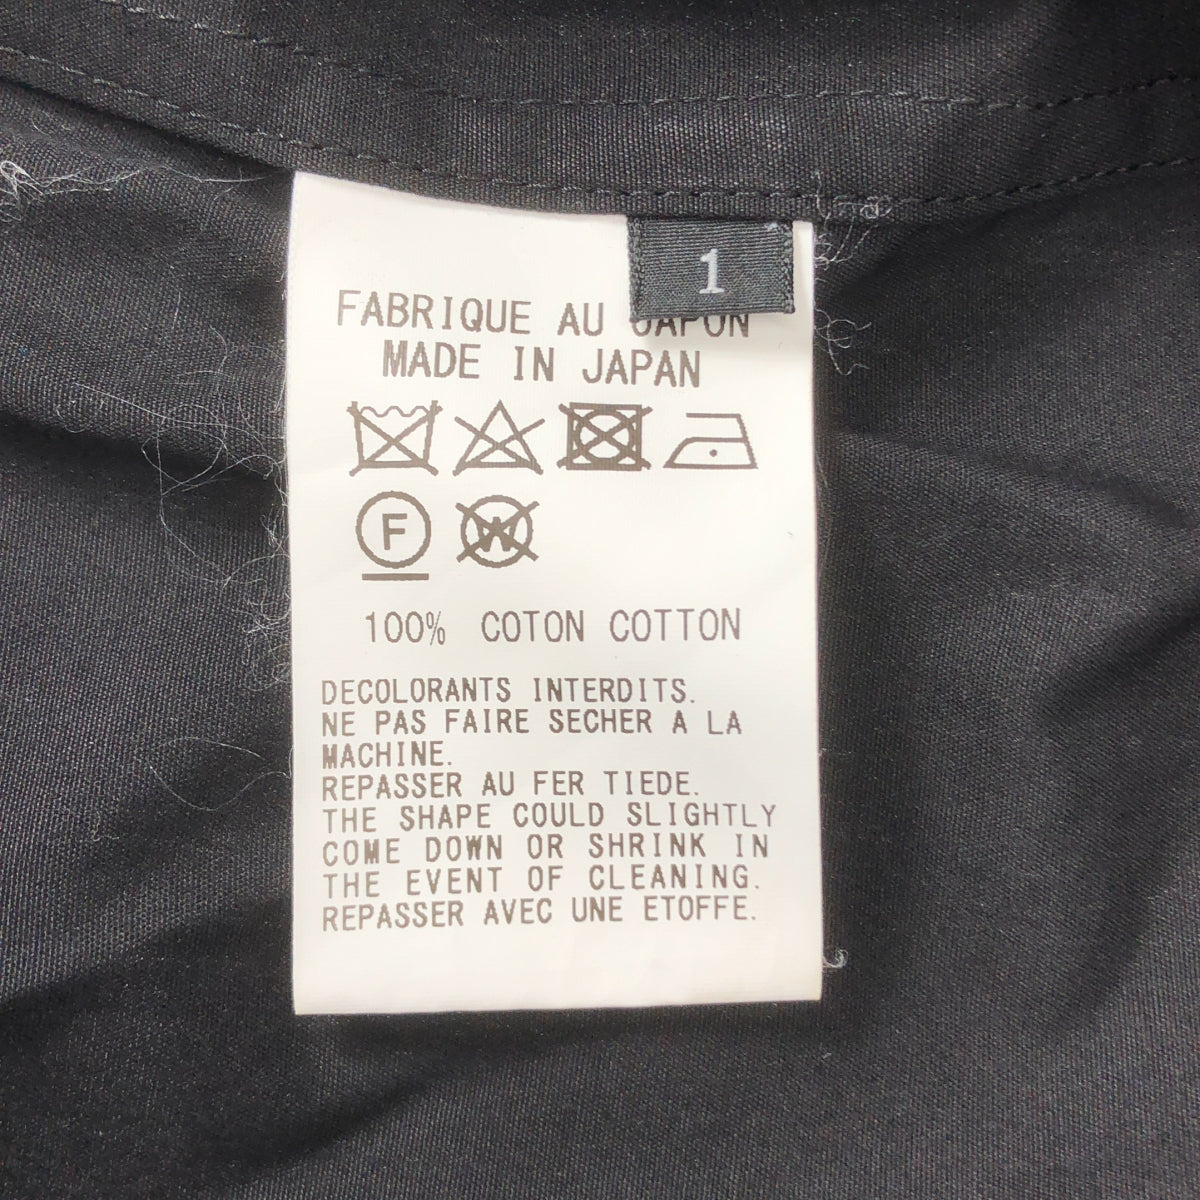 1
FABRIQUE AU JAPON
MADE IN JAPAN
F W
100% COTON COTTON
DECOLORANTS INTERDITS.
NE PAS FAIRE SECHER A LA
MACHINE.
REPASSER AU FER TIEDE.
THE SHAPE COULD SLIGHTLY
COME DOWN OR SHRINK IN
THE EVENT OF CLEANING.
REPASSER AVEC UNE ETOFFE.